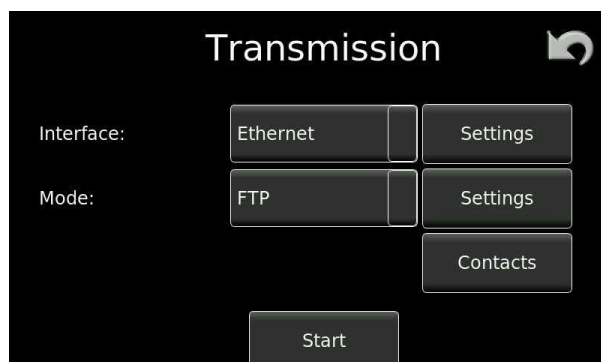 Transmission
Interface: Ethernet Settings
Mode: FTP Settings
Contacts
Start